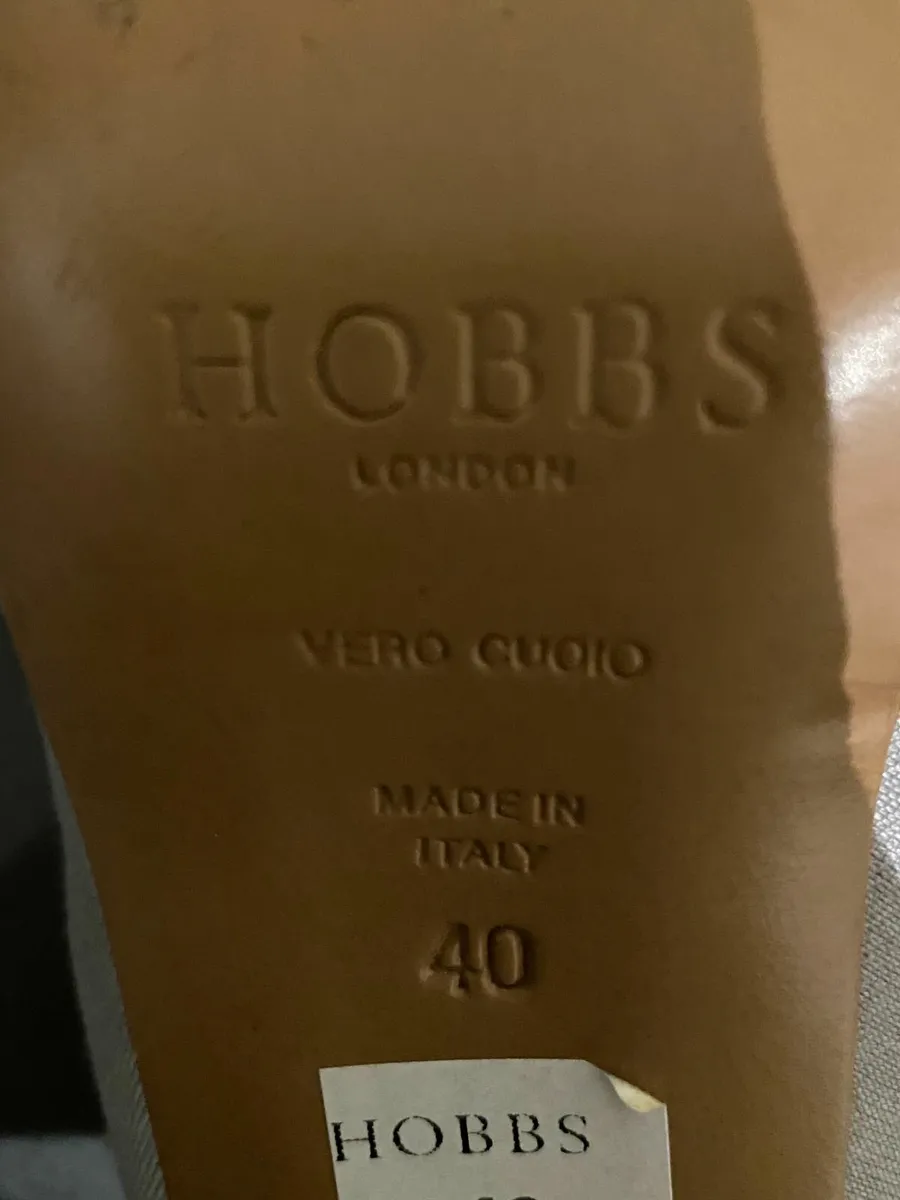 HOBBS
LONDON
VERO CUOIO
MADE IN
ITALY
40
HOBBS